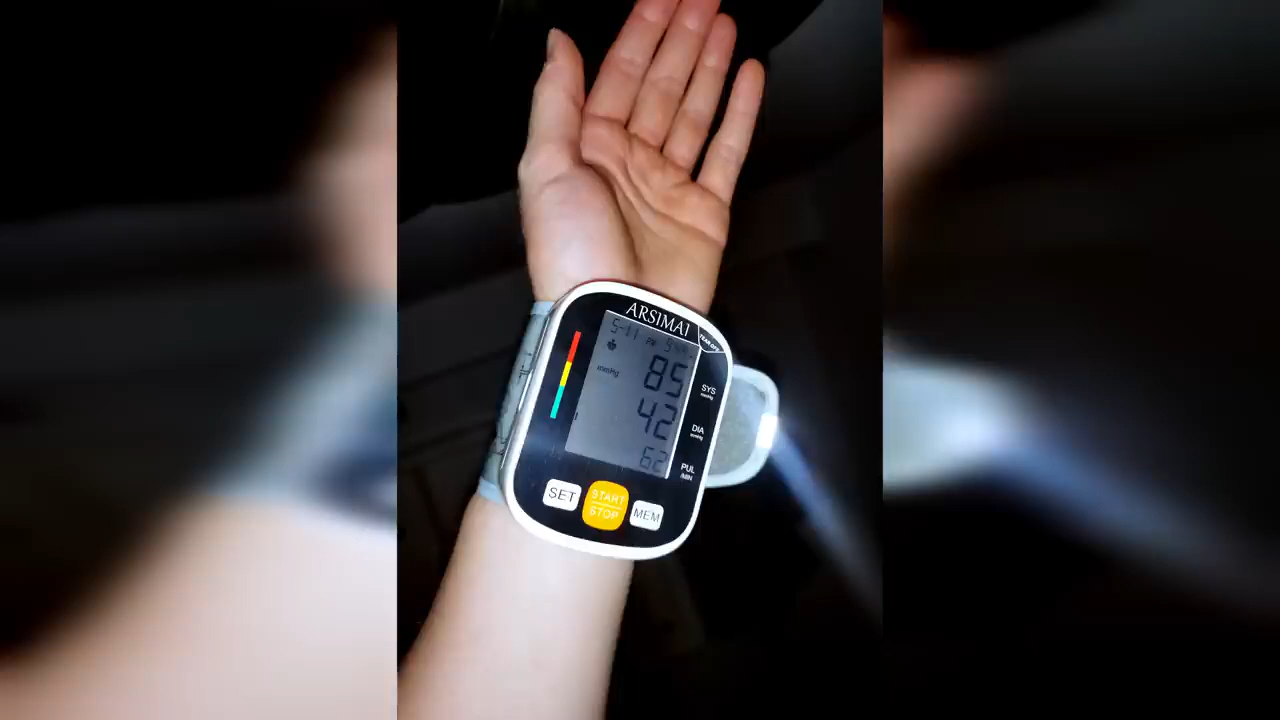 ARSIMAI
5-11 PM
mmHg
85
42
62
SYS
mmHg
DIA
mmHg
PUL
/MIN
SET
START
STOP
MEM